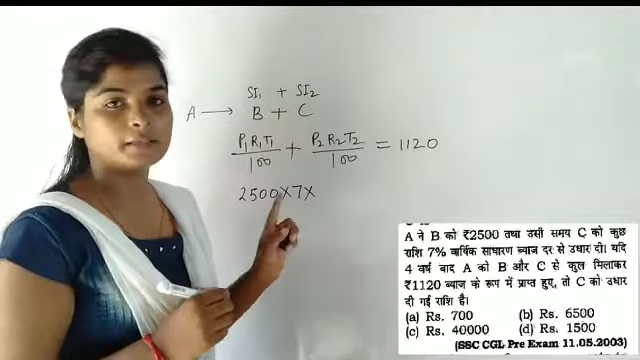 SI₁ + SI₂
A → B + C
P₁R₁T₁/100 + P₂R₂T₂/100 = 1120
2500×7×
A ने B को ₹2500 तथा उसी समय C को कुछ
राशि 7% वार्षिक साधारण ब्याज दर से उधार दी। यदि
4 वर्ष बाद A को B और C से कुल मिलाकर
₹1120 ब्याज के रूप में प्राप्त हुए, तो C को उधार
दी गई राशि है।
(a) Rs. 700 (b) Rs. 6500
(c) Rs. 40000 (d) Rs. 1500
(SSC CGL Pre Exam 11.05.2003)